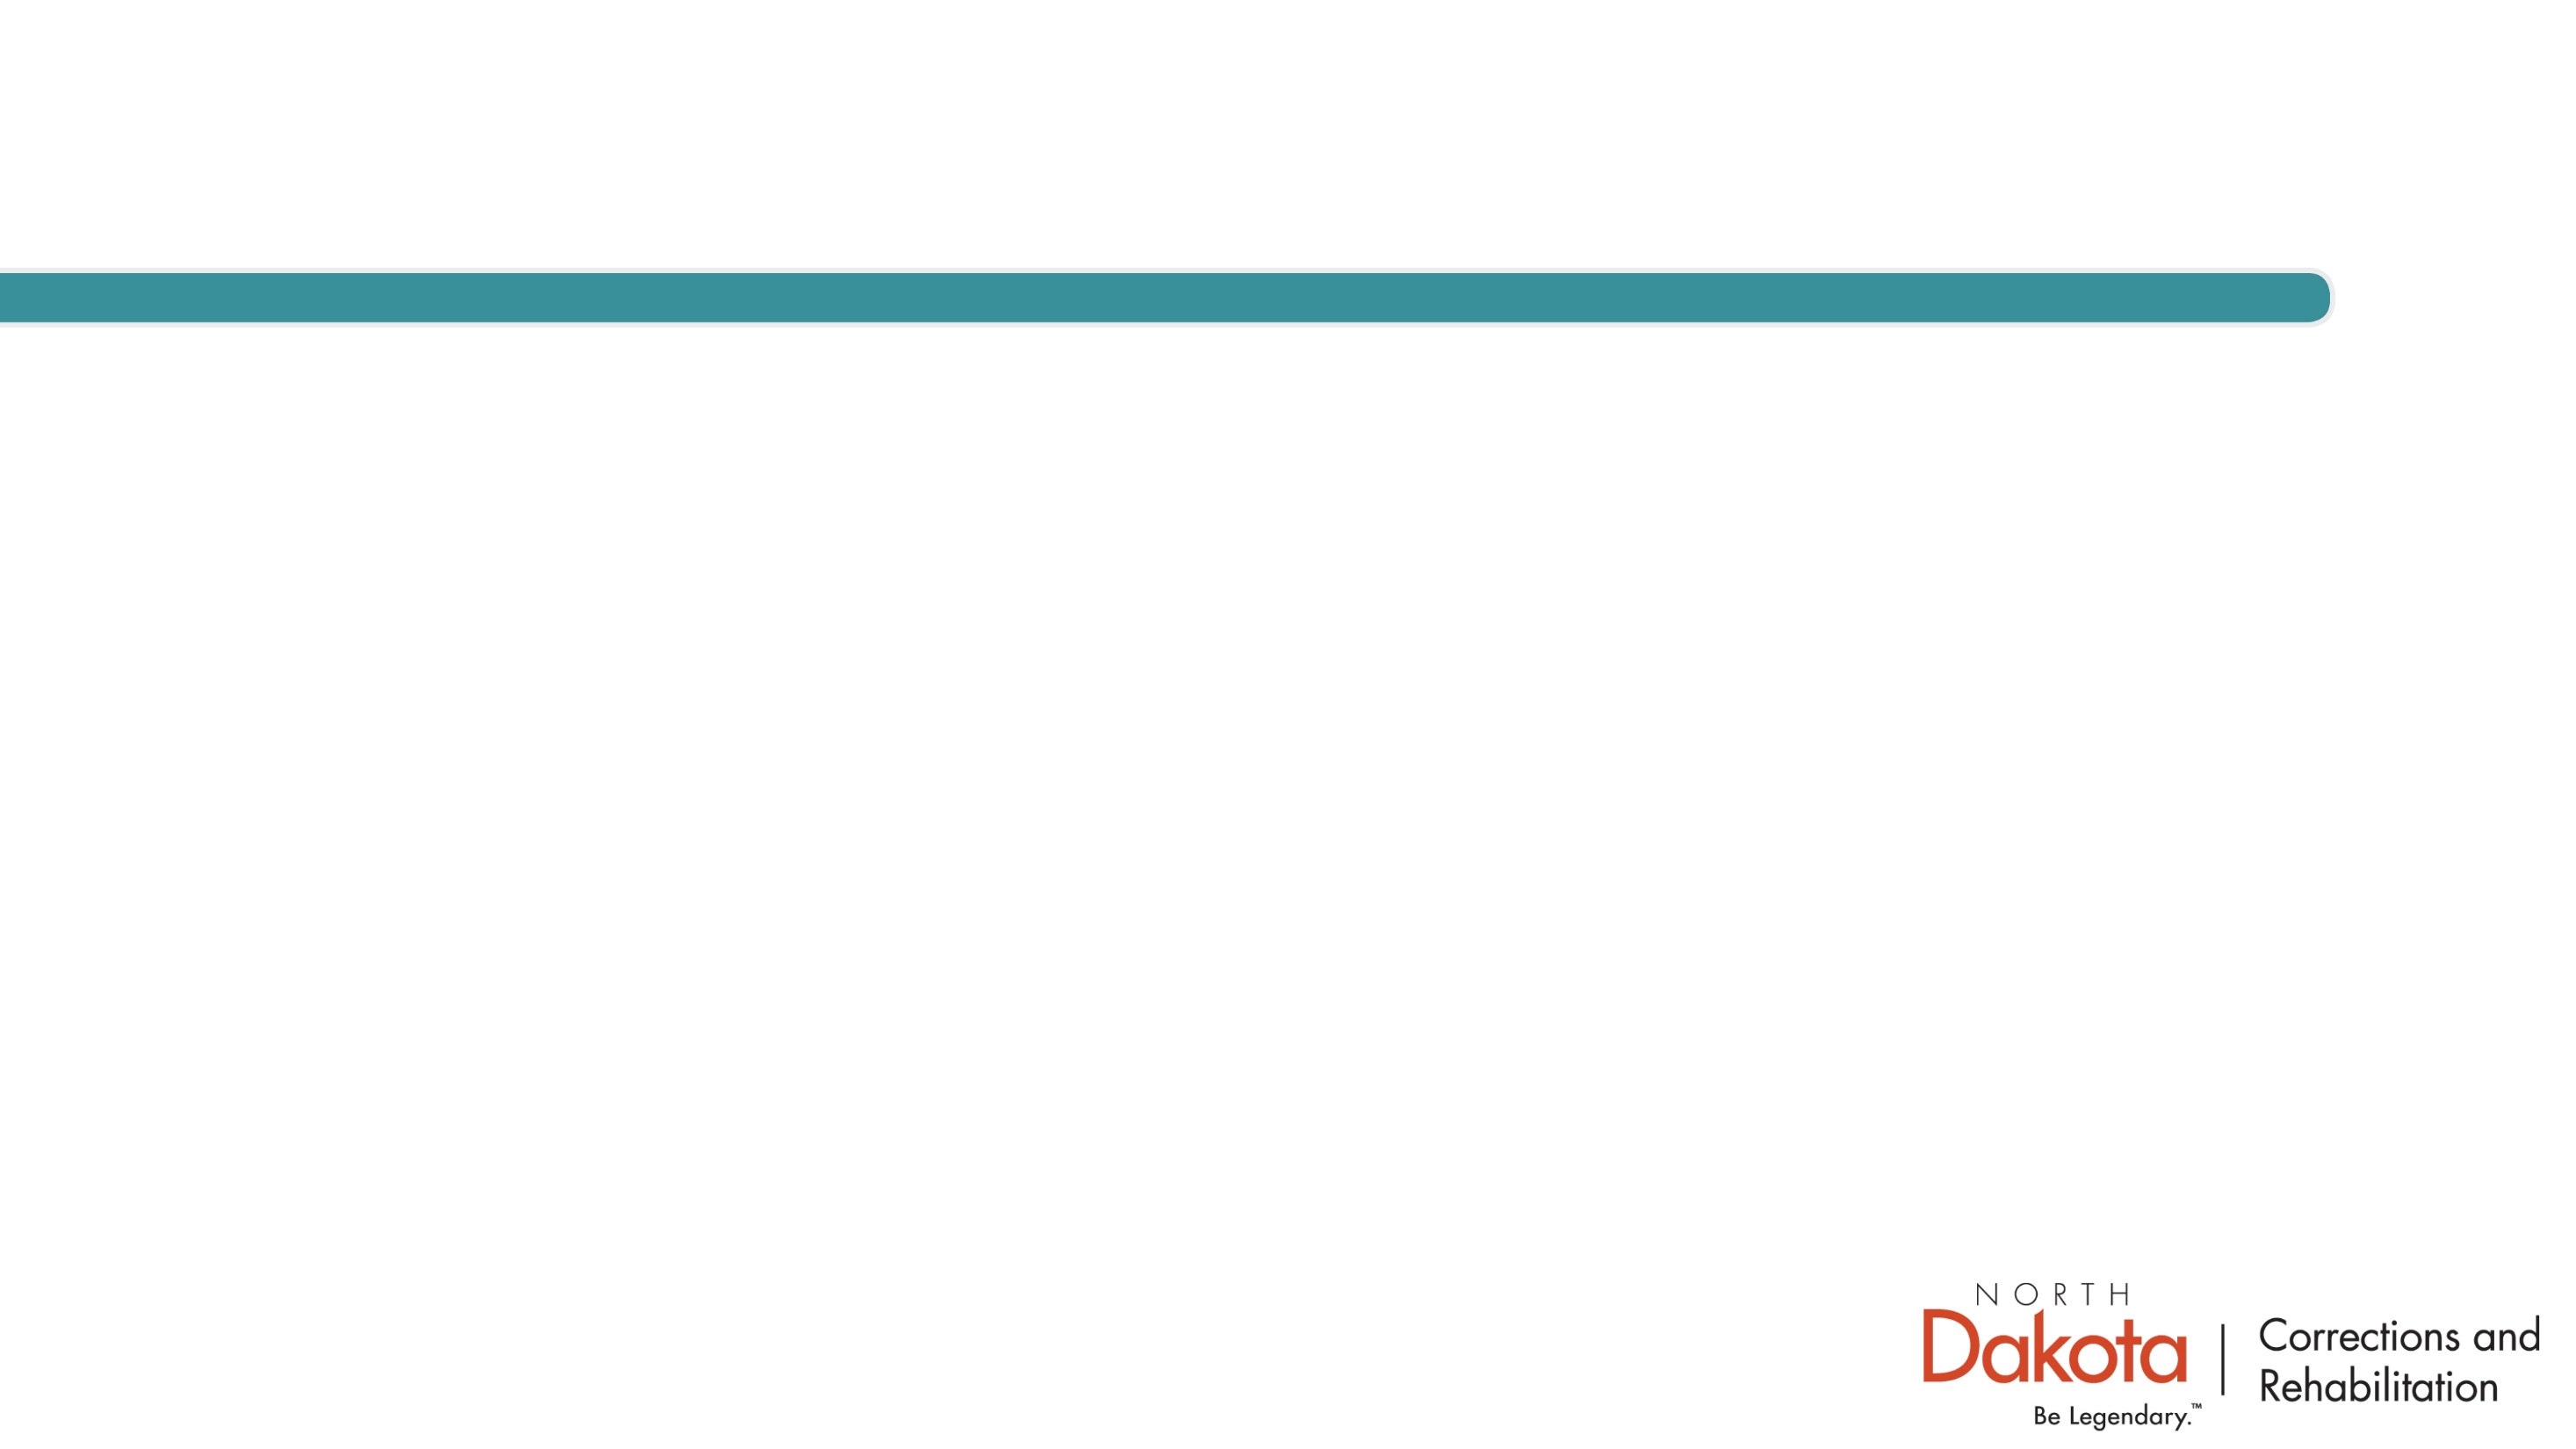 NORTH
Dakota
Be Legendary.™
Corrections and
Rehabilitation